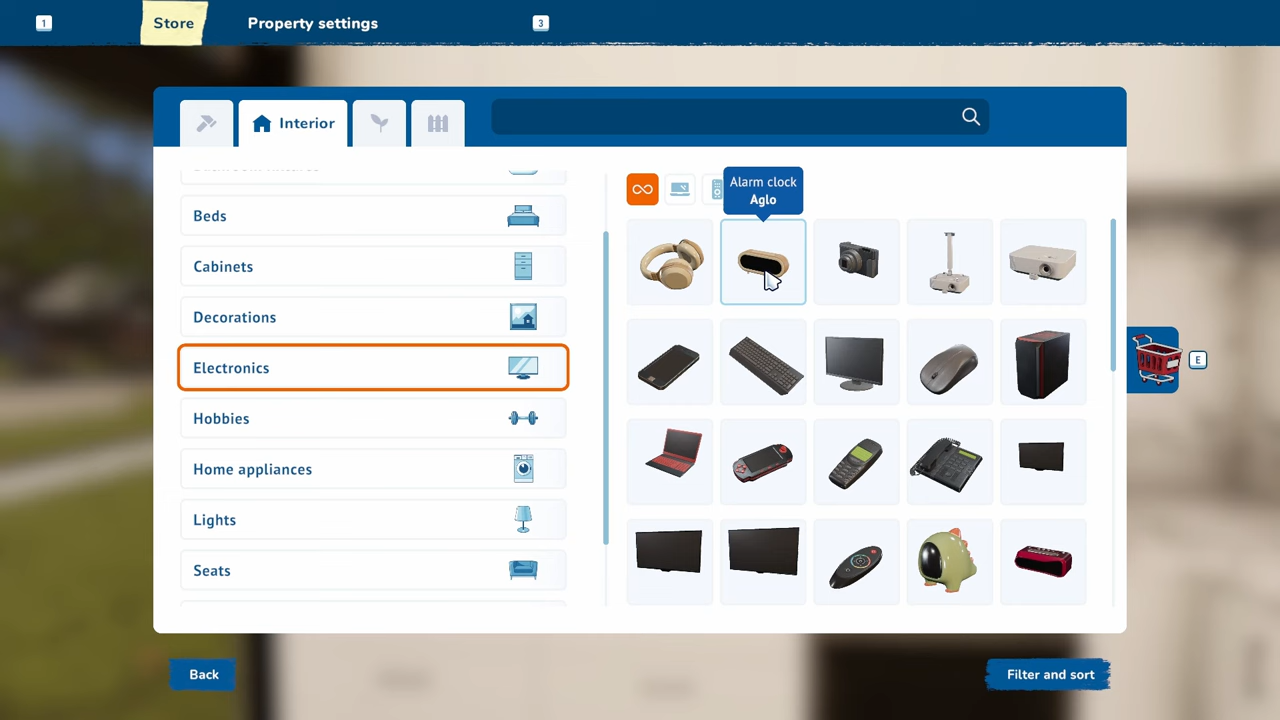 1
Store
Property settings
3
Interior
Alarm clock
Aglo
Beds
Cabinets
Decorations
Electronics
Hobbies
Home appliances
Lights
Seats
E
Back
Filter and sort